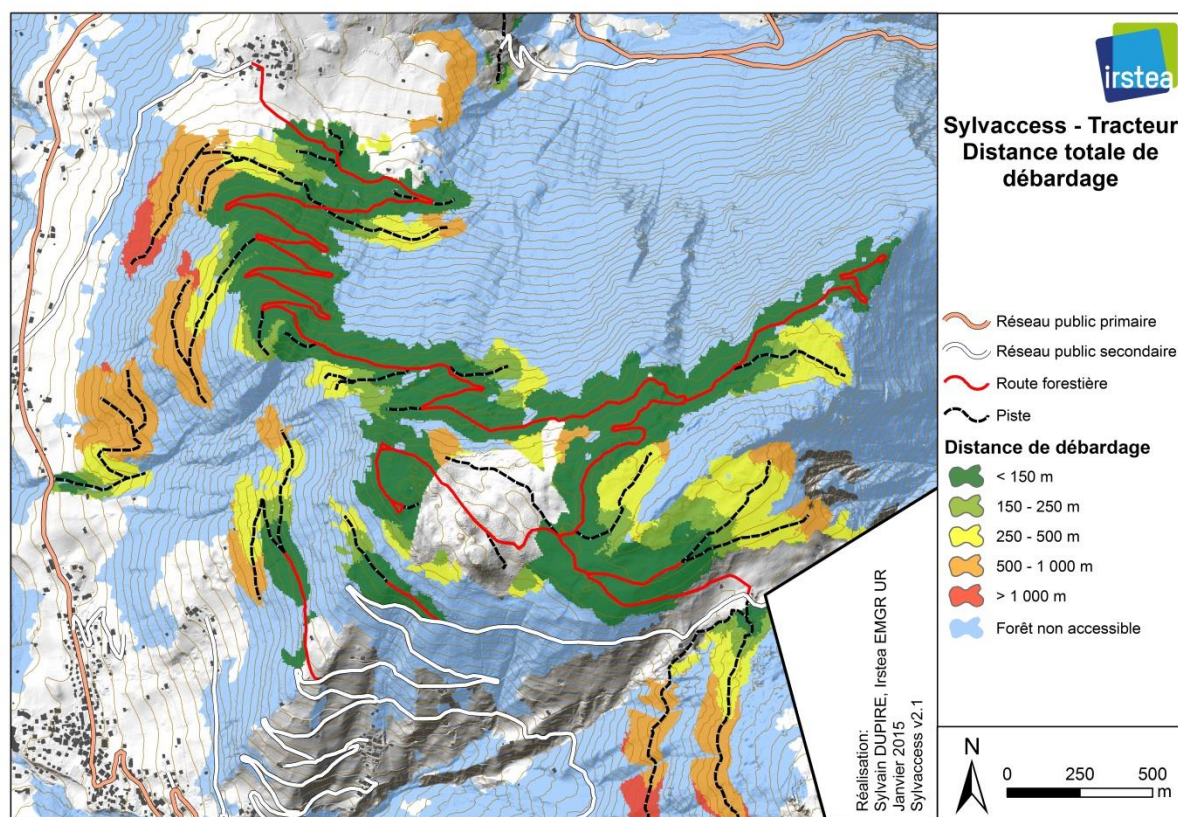 irstea
Sylvaccess - Tracteur
Distance totale de
débardage
Réseau public primaire
Réseau public secondaire
Route forestière
Piste
Distance de débardage
< 150 m
150 - 250 m
250 - 500 m
500 - 1 000 m
> 1 000 m
Forêt non accessible
Réalisation:
Sylvain DUPIRE, Irstea EMGR UR
Janvier 2015
Sylvaccess v2.1
N
0 250 500
m